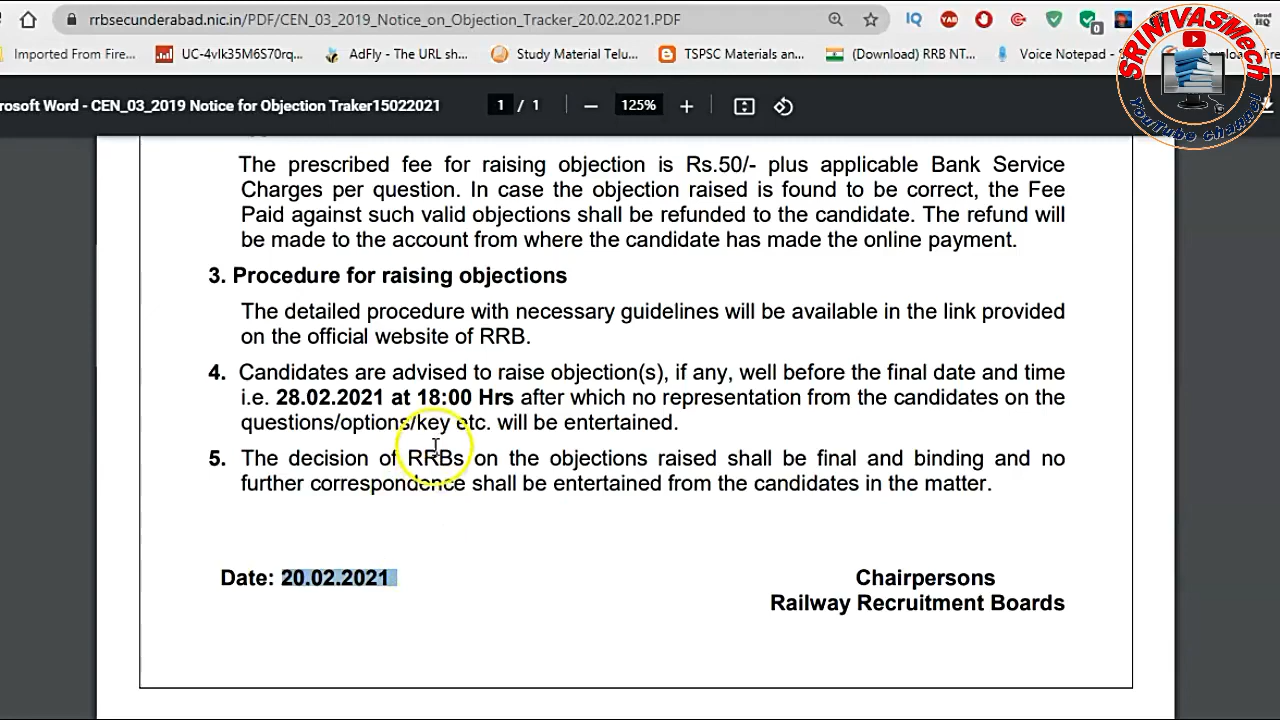 rrbsecunderabad.nic.in/PDF/CEN_03_2019_Notice_on_Objection_Tracker_20.02.2021.PDF
IQ
YAB
0
cloud
HQ
Imported From Firefox
UC-4vlk35M6S70rq...
AdFly - The URL sh...
Study Material Telu...
TSPSC Materials an...
(Download) RRB NT...
Voice Notepad - S
SRINIVASMech
YouTube channel
rosoft Word - CEN_03_2019 Notice for Objection Traker15022021
1 / 1
125%
The prescribed fee for raising objection is Rs.50/- plus applicable Bank Service
Charges per question. In case the objection raised is found to be correct, the Fee
Paid against such valid objections shall be refunded to the candidate. The refund will
be made to the account from where the candidate has made the online payment.
3. Procedure for raising objections
The detailed procedure with necessary guidelines will be available in the link provided
on the official website of RRB.
4. Candidates are advised to raise objection(s), if any, well before the final date and time
i.e. 28.02.2021 at 18:00 Hrs after which no representation from the candidates on the
questions/options/key etc. will be entertained.
5. The decision of RRBs on the objections raised shall be final and binding and no
further correspondence shall be entertained from the candidates in the matter.
Date: 20.02.2021
Chairpersons
Railway Recruitment Boards